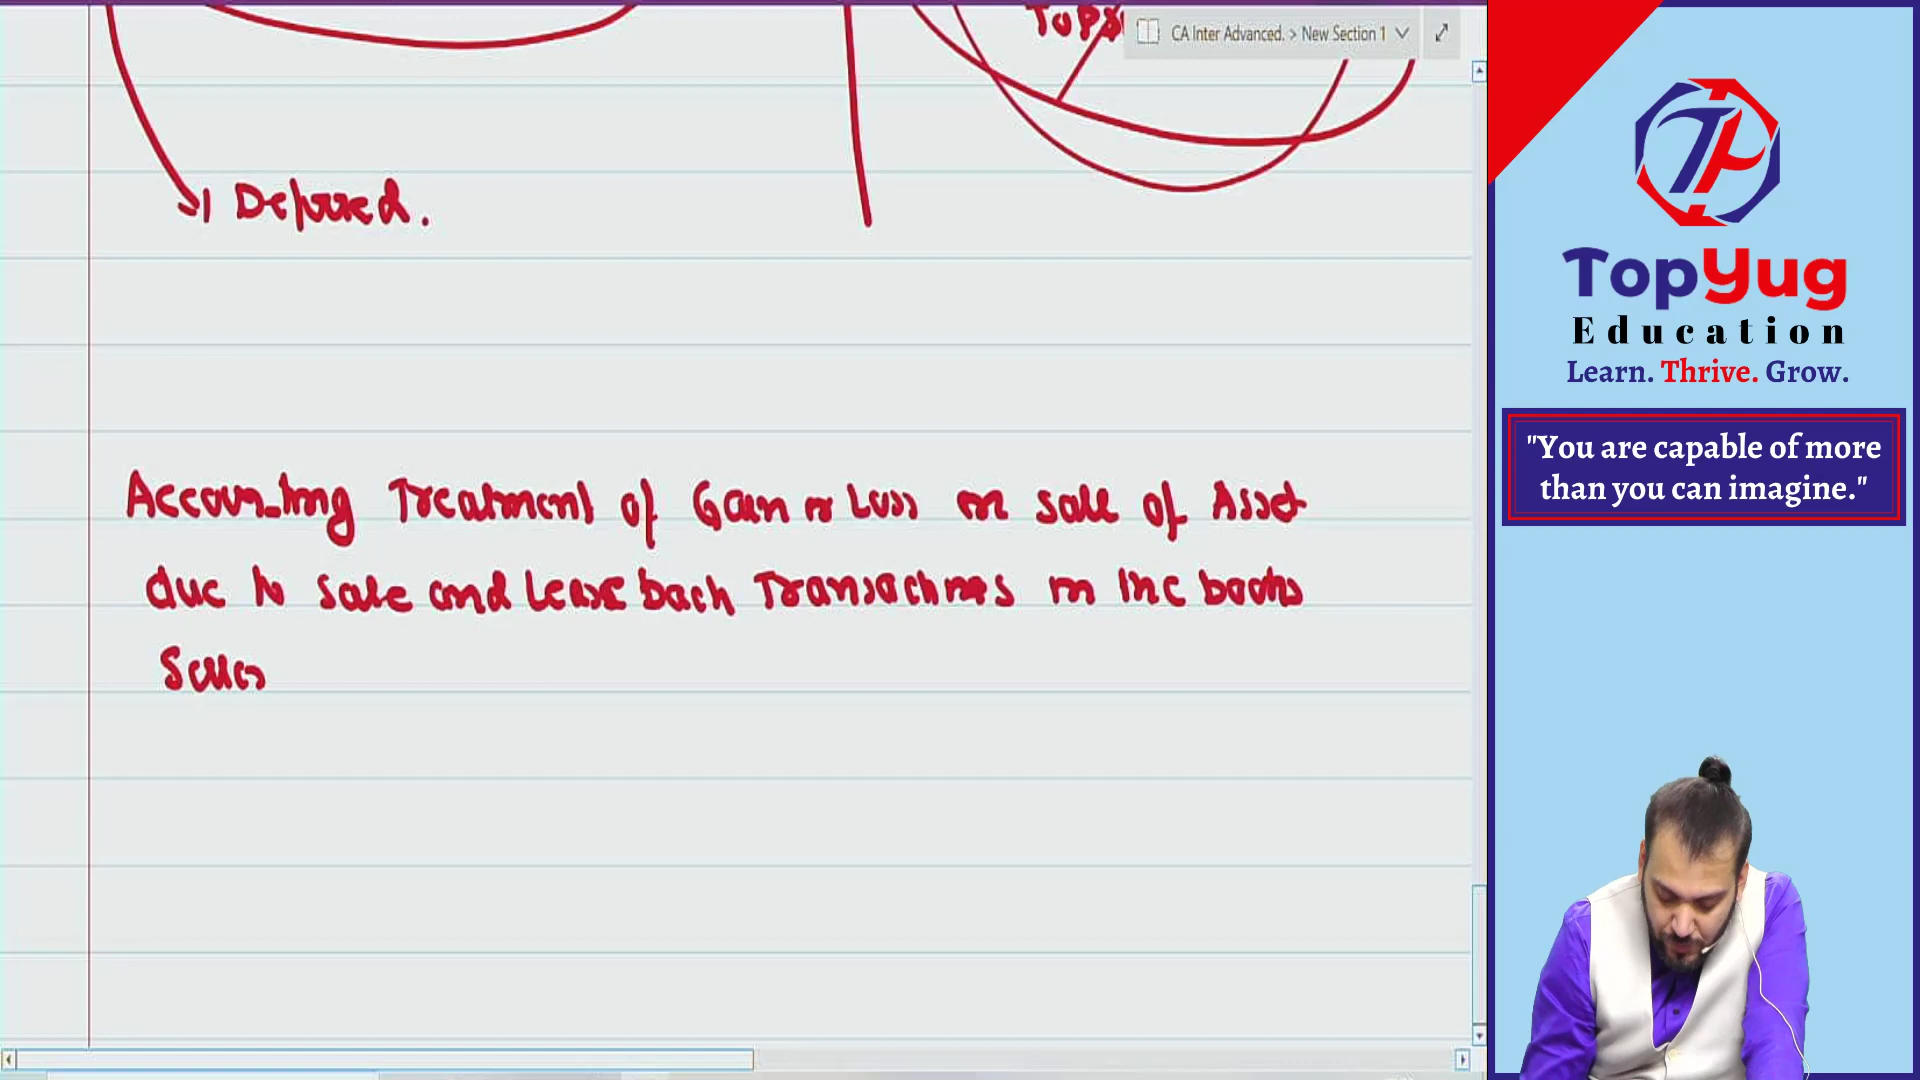 CA Inter Advanced. > New Section 1
Deferred.
Accounting Treatment of Gain or Loss on sale of Asset
due to sale and Lease back Transactions in the books
Seller
TopYug
Education
Learn. Thrive. Grow.
"You are capable of more
than you can imagine."